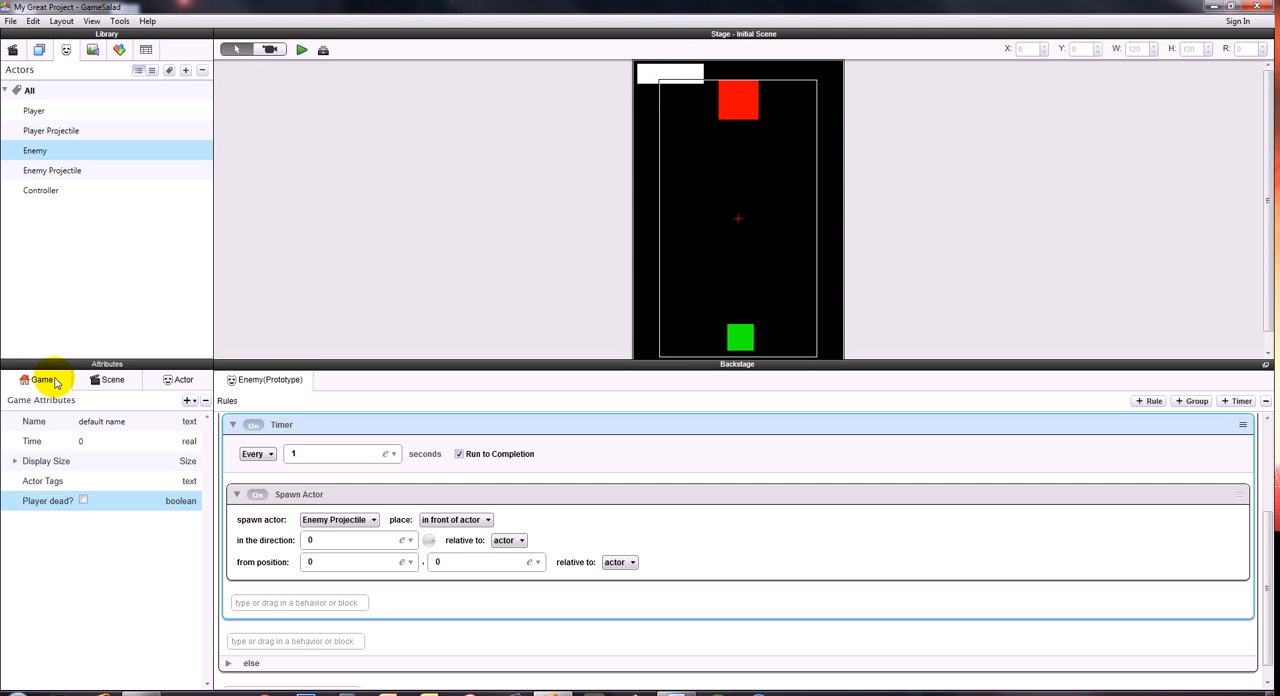 My Great Project - GameSalad
File Edit Layout View Tools Help
Sign In
Library
Stage - Initial Scene
X: 0 Y: 0 W: 120 H: 120 R: 0
Actors
All
Player
Player Projectile
Enemy
Enemy Projectile
Controller
Attributes
Backstage
Game Scene Actor
Enemy(Prototype)
Game Attributes
Rules
+ Rule + Group + Timer
Name default name text
Time 0 real
Display Size Size
Actor Tags text
Player dead? boolean
On Timer
Every 1 e seconds Run to Completion
On Spawn Actor
spawn actor: Enemy Projectile place: in front of actor
in the direction: 0 e relative to: actor
from position: 0 e , 0 e relative to: actor
type or drag in a behavior or block
type or drag in a behavior or block
else